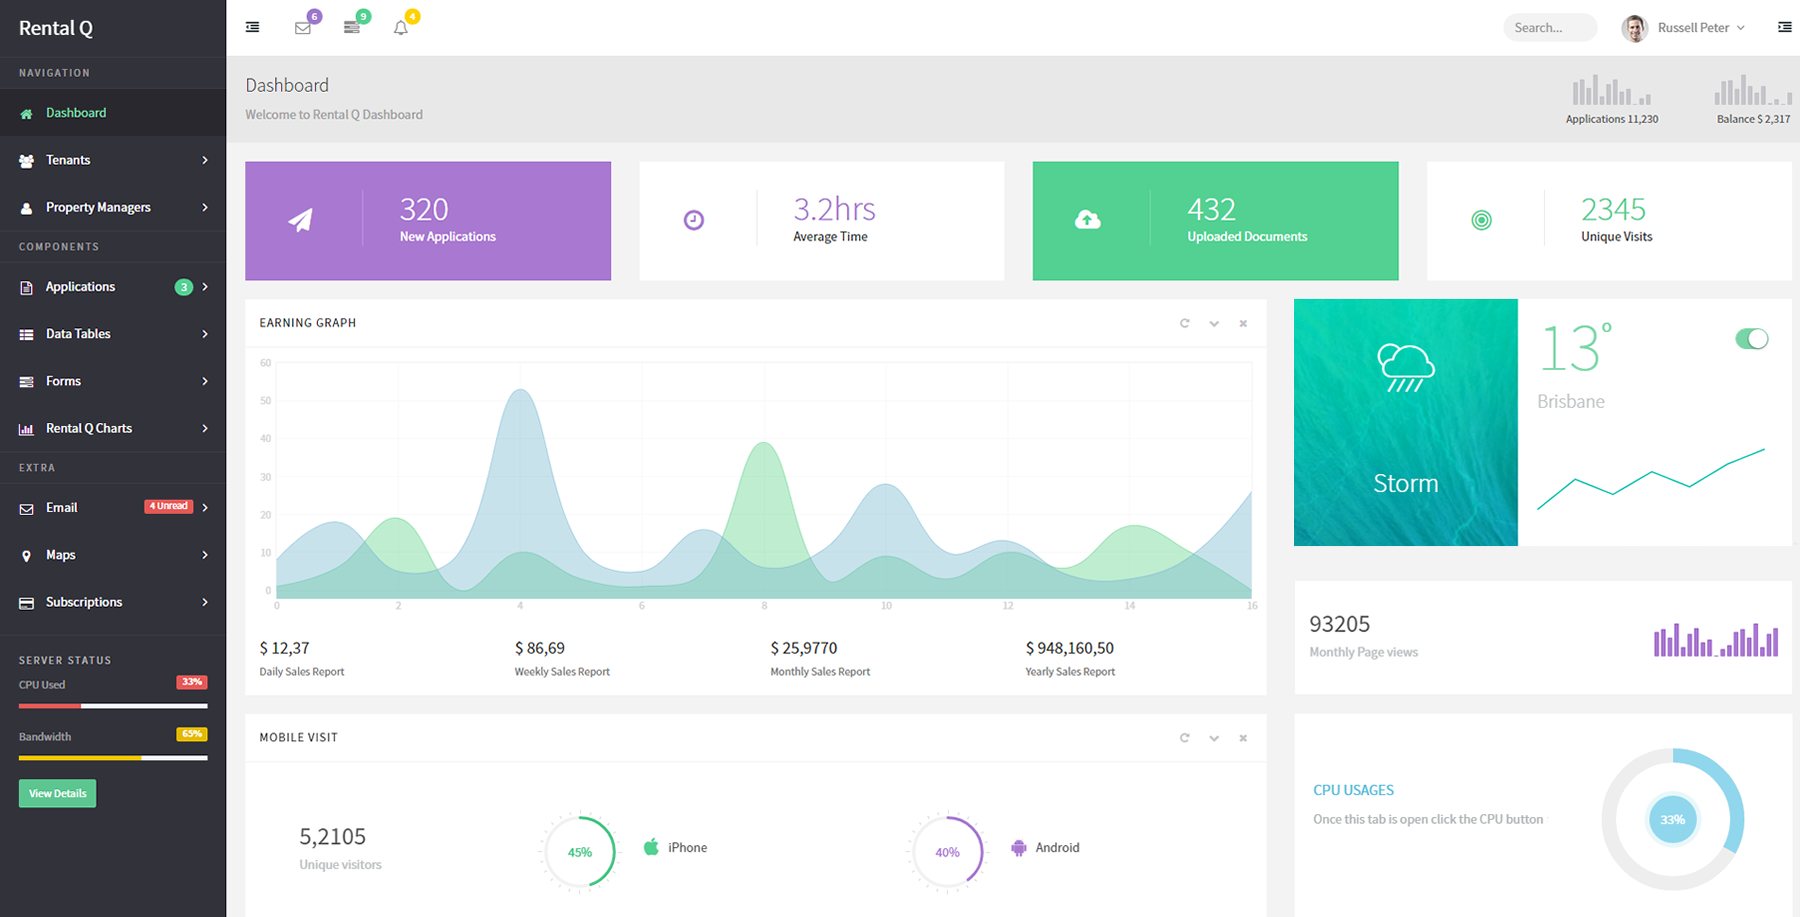 Rental Q
6
9
4
Search...
Russell Peter
NAVIGATION
Dashboard
Tenants
Property Managers
COMPONENTS
Applications
3
Data Tables
Forms
Rental Q Charts
EXTRA
Email
4 Unread
Maps
Subscriptions
SERVER STATUS
CPU Used
33%
Bandwidth
65%
View Details
Dashboard
Welcome to Rental Q Dashboard
Applications 11,230
Balance $ 2,317
320
New Applications
3.2hrs
Average Time
432
Uploaded Documents
2345
Unique Visits
EARNING GRAPH
60
50
40
30
20
10
0
0 2 4 6 8 10 12 14 16
$ 12,37
Daily Sales Report
$ 86,69
Weekly Sales Report
$ 25,9770
Monthly Sales Report
$ 948,160,50
Yearly Sales Report
Storm
13°
Brisbane
93205
Monthly Page views
MOBILE VISIT
5,2105
Unique visitors
45%
iPhone
40%
Android
CPU USAGES
Once this tab is open click the CPU button
33%